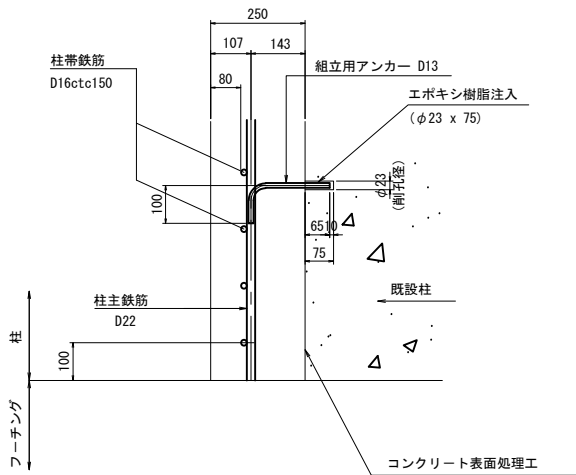 250
107
143
80
柱帯鉄筋
D16ctc150
組立用アンカー D13
エポキシ樹脂注入
(φ23 x 75)
φ23
(削孔径)
100
6510
75
既設柱
柱主鉄筋
D22
柱
100
フーチング
コンクリート表面処理工